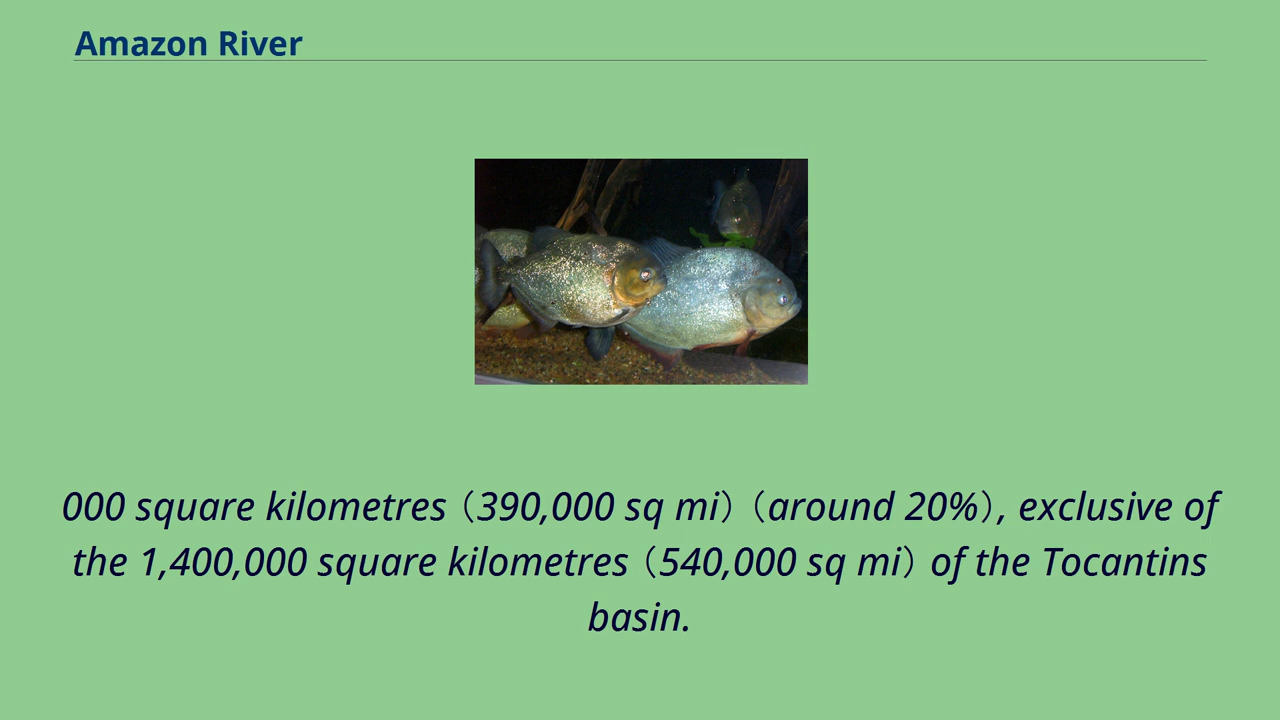 Amazon River
000 square kilometres（390,000 sq mi）（around 20%）, exclusive of
the 1,400,000 square kilometres（540,000 sq mi）of the Tocantins
basin.